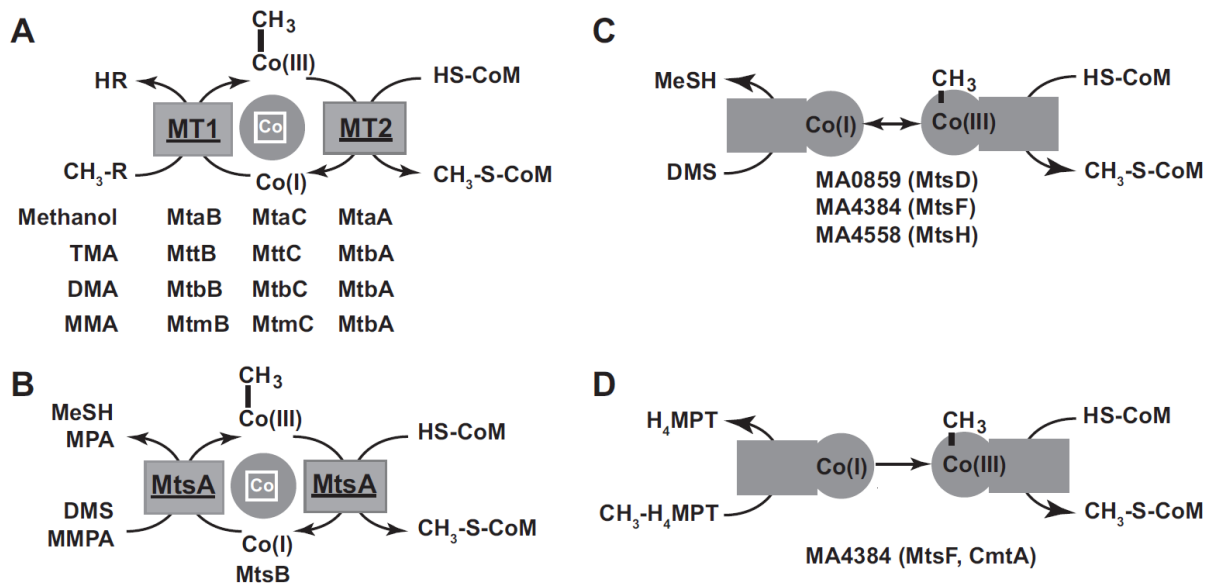 A
CH3
Co(III)
HR
HS-CoM
MT1
Co
MT2
CH3-R
Co(I)
CH3-S-CoM
Methanol MtaB MtaC MtaA
TMA MttB MttC MtbA
DMA MtbB MtbC MtbA
MMA MtmB MtmC MtbA
B
CH3
Co(III)
MeSH
MPA
HS-CoM
MtsA
Co
MtsA
DMS
MMPA
Co(I)
CH3-S-CoM
MtsB
C
MeSH
CH3
HS-CoM
Co(I)
Co(III)
DMS
CH3-S-CoM
MA0859 (MtsD)
MA4384 (MtsF)
MA4558 (MtsH)
D
H4MPT
CH3
HS-CoM
Co(I)
Co(III)
CH3-H4MPT
CH3-S-CoM
MA4384 (MtsF, CmtA)